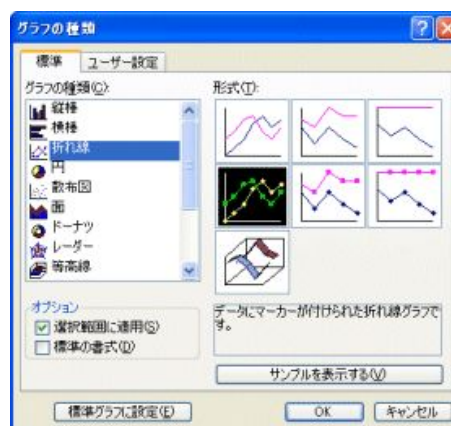 グラフの種類
標準 ユーザー設定
グラフの種類(C):
縦棒
横棒
折れ線
円
散布図
面
ドーナツ
レーダー
等高線
形式(T):
オプション
選択範囲に適用(S)
標準の書式(D)
データにマーカーが付けられた折れ線グラフで
す。
サンプルを表示する(V)
標準グラフに設定(E) OK キャンセル